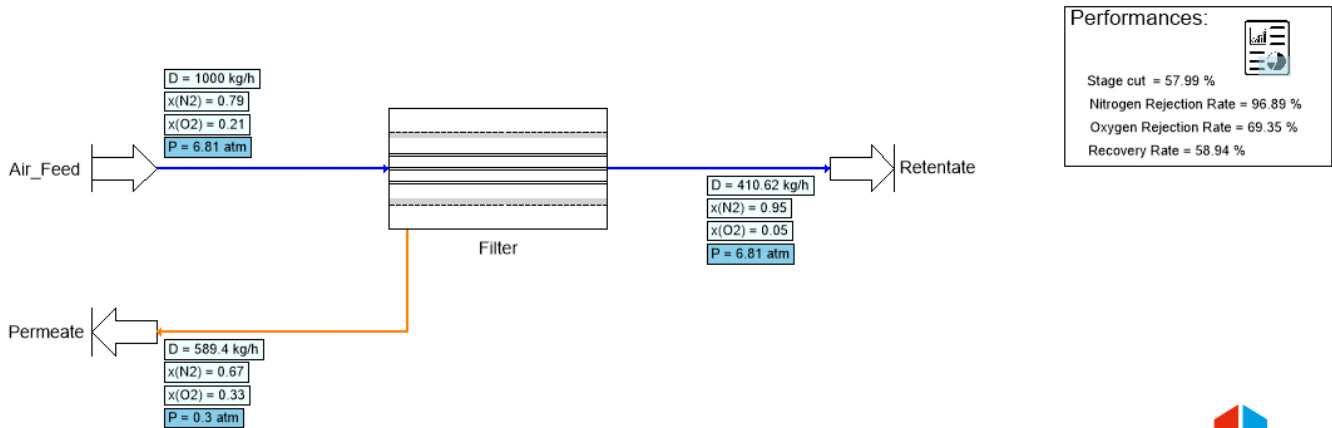 Performances:
Stage cut = 57.99 %
Nitrogen Rejection Rate = 96.89 %
Oxygen Rejection Rate = 69.35 %
Recovery Rate = 58.94 %
D = 1000 kg/h
x(N2) = 0.79
x(O2) = 0.21
P = 6.81 atm
Air_Feed
Filter
Retentate
D = 410.62 kg/h
x(N2) = 0.95
x(O2) = 0.05
P = 6.81 atm
Permeate
D = 589.4 kg/h
x(N2) = 0.67
x(O2) = 0.33
P = 0.3 atm